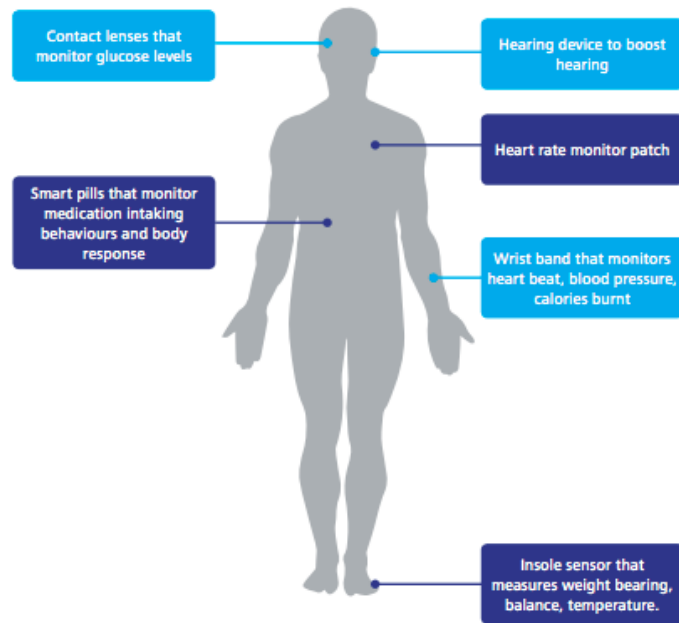 Contact lenses that
monitor glucose levels
Hearing device to boost
hearing
Heart rate monitor patch
Smart pills that monitor
medication intaking
behaviours and body
response
Wrist band that monitors
heart beat, blood pressure,
calories burnt
Insole sensor that
measures weight bearing,
balance, temperature.